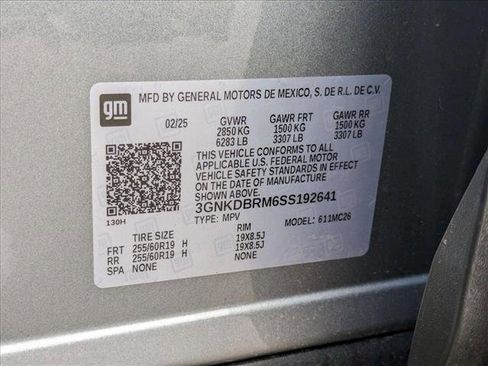 gm
MFD BY GENERAL MOTORS DE MEXICO, S. DE R.L. DE C.V.
02/25 GVWR GAWR FRT GAWR RR
2850 KG 1500 KG 1500 KG
6283 LB 3307 LB 3307 LB
THIS VEHICLE CONFORMS TO ALL
APPLICABLE U.S. FEDERAL MOTOR
VEHICLE SAFETY STANDARDS IN EFFECT
ON THE DATE OF MANUFACTURE SHOWN ABOVE.
3GNKDBRM6SS192641
130H TYPE: MPV MODEL: 611MC26
TIRE SIZE RIM
FRT 255/60R19 H 19X8.5J
RR 255/60R19 H 19X8.5J
SPA NONE NONE